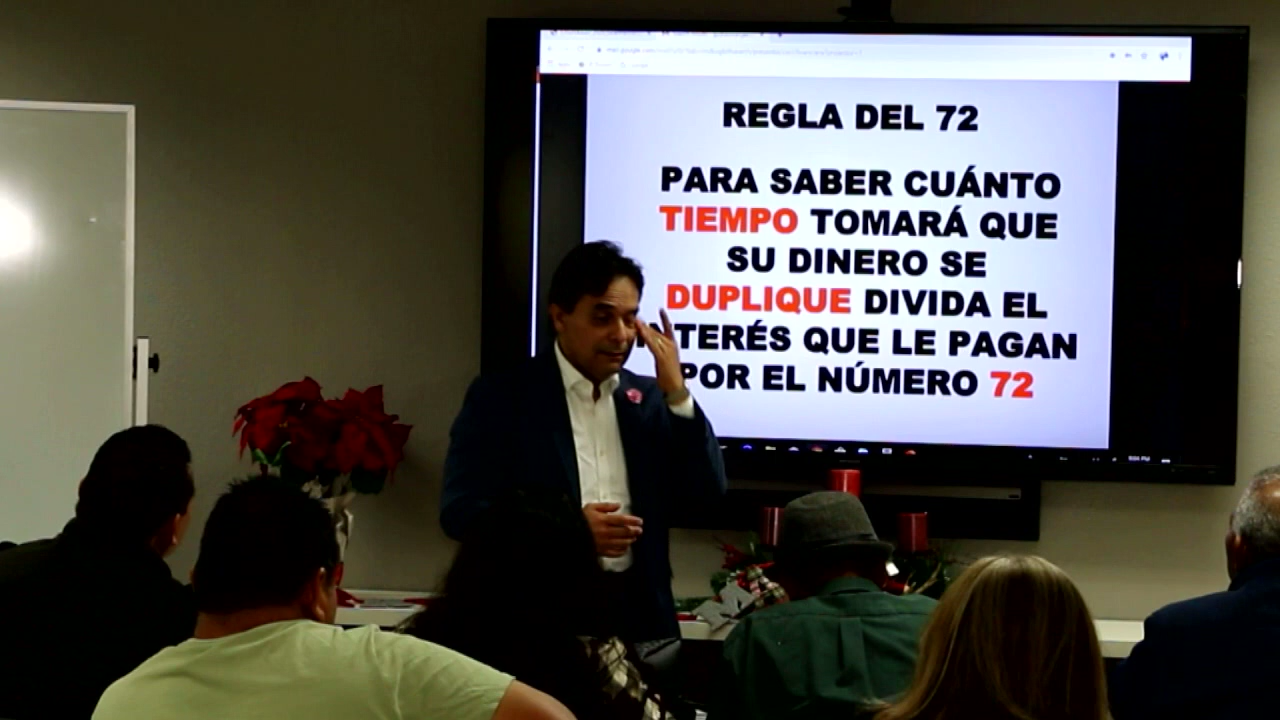 REGLA DEL 72
PARA SABER CUÁNTO
TIEMPO TOMARÁ QUE
SU DINERO SE
DUPLIQUE DIVIDA EL
INTERÉS QUE LE PAGAN
POR EL NÚMERO 72